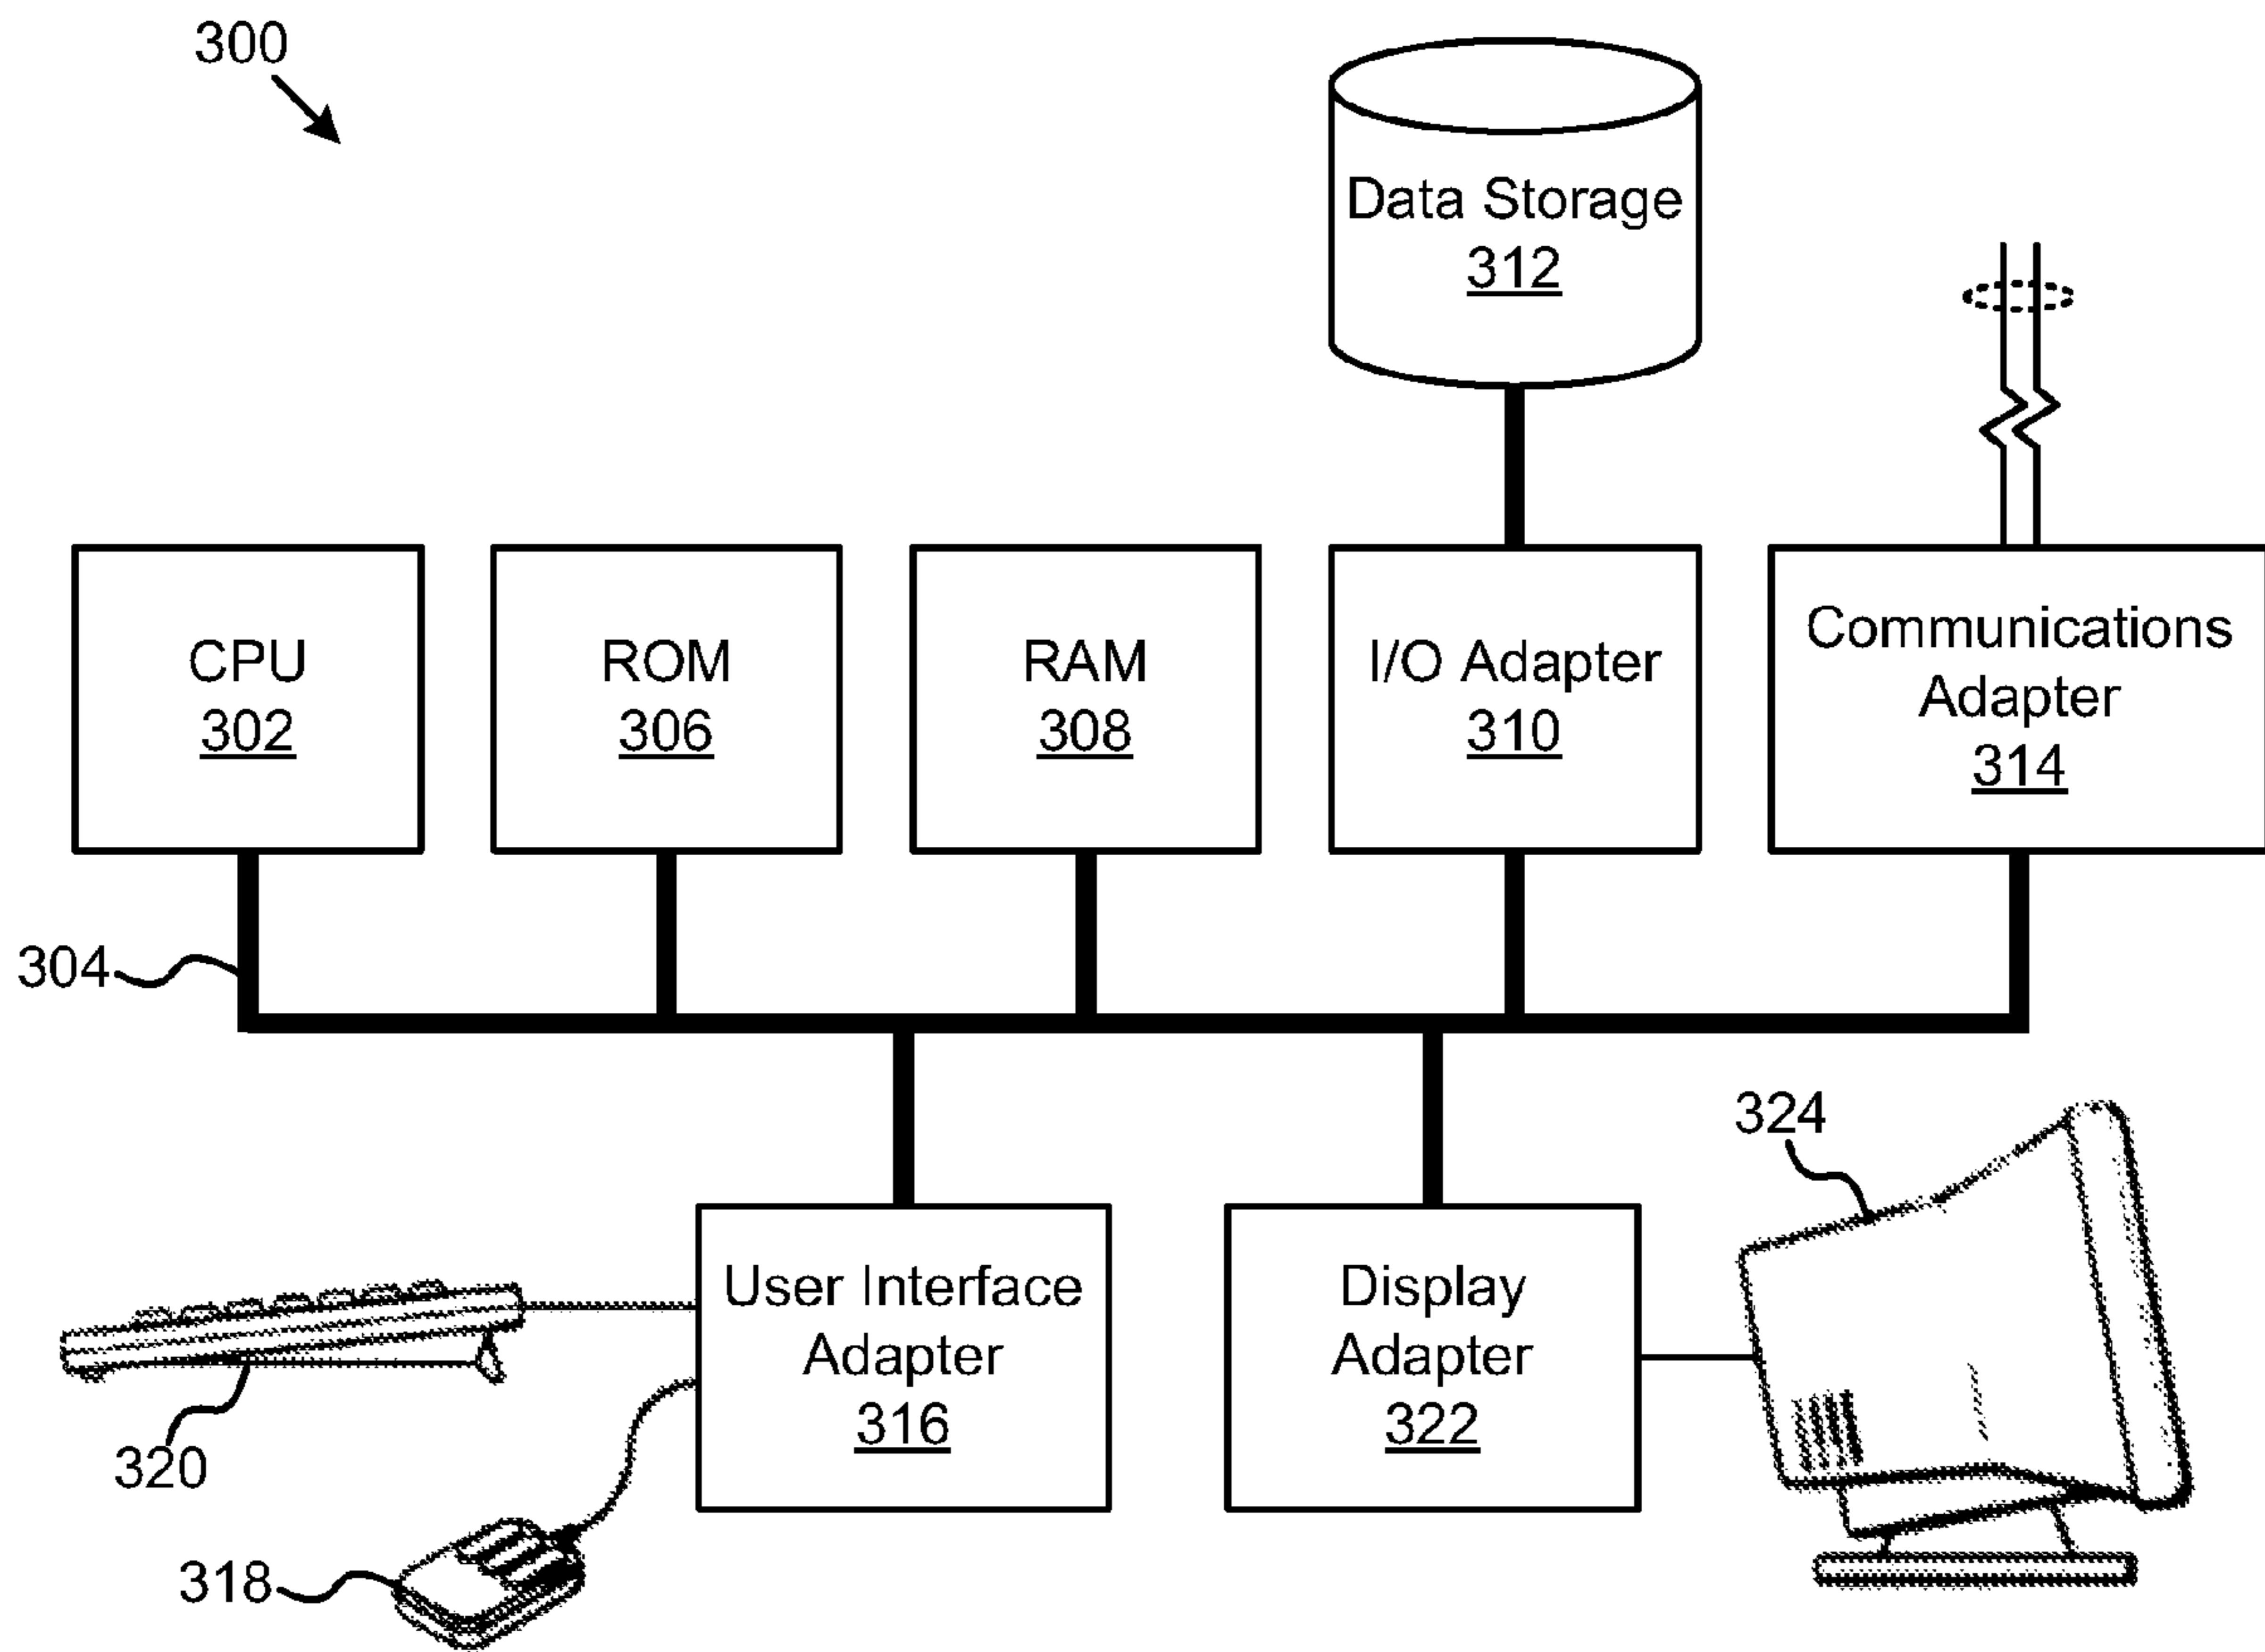 300
Data Storage
312
CPU
302
ROM
306
RAM
308
I/O Adapter
310
Communications
Adapter
314
304
324
User Interface
Adapter
316
Display
Adapter
322
320
318